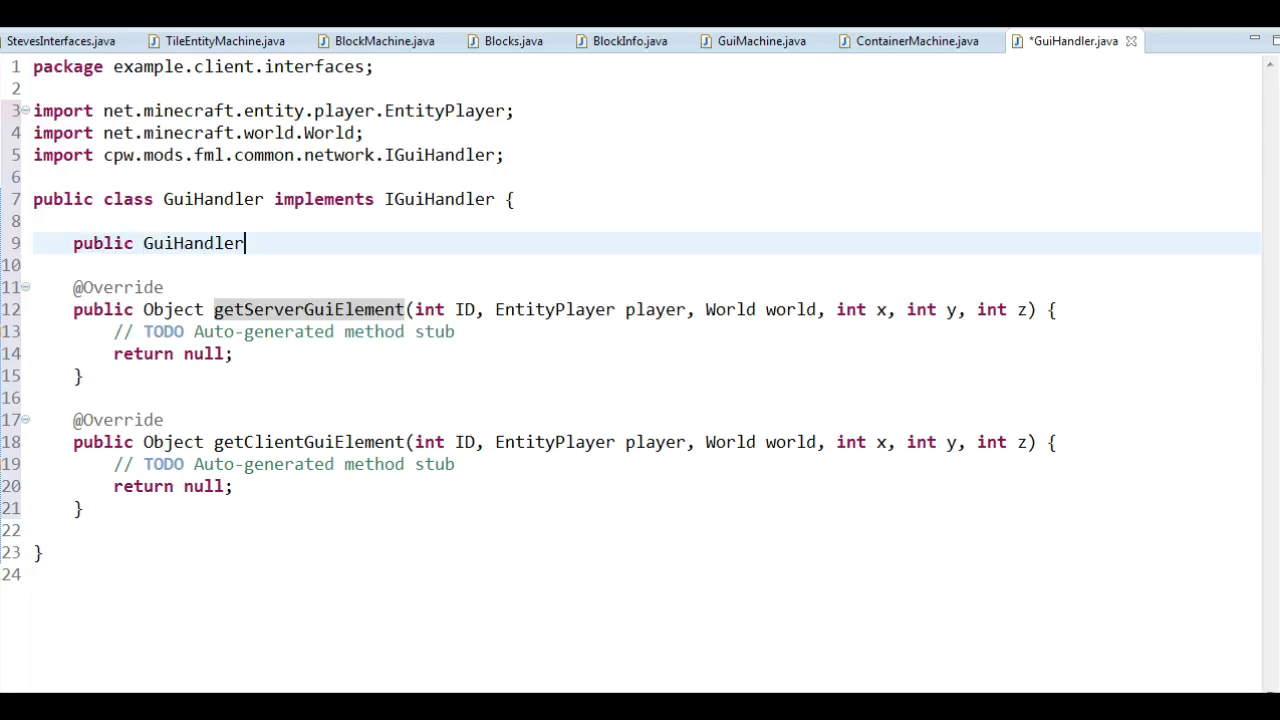 StevesInterfaces.java TileEntityMachine.java BlockMachine.java Blocks.java BlockInfo.java GuiMachine.java ContainerMachine.java *GuiHandler.java
1 package example.client.interfaces;
2
3 import net.minecraft.entity.player.EntityPlayer;
4 import net.minecraft.world.World;
5 import cpw.mods.fml.common.network.IGuiHandler;
6
7 public class GuiHandler implements IGuiHandler {
8
9 public GuiHandler
10
11 @Override
12 public Object getServerGuiElement(int ID, EntityPlayer player, World world, int x, int y, int z) {
13 // TODO Auto-generated method stub
14 return null;
15 }
16
17 @Override
18 public Object getClientGuiElement(int ID, EntityPlayer player, World world, int x, int y, int z) {
19 // TODO Auto-generated method stub
20 return null;
21 }
22
23 }
24